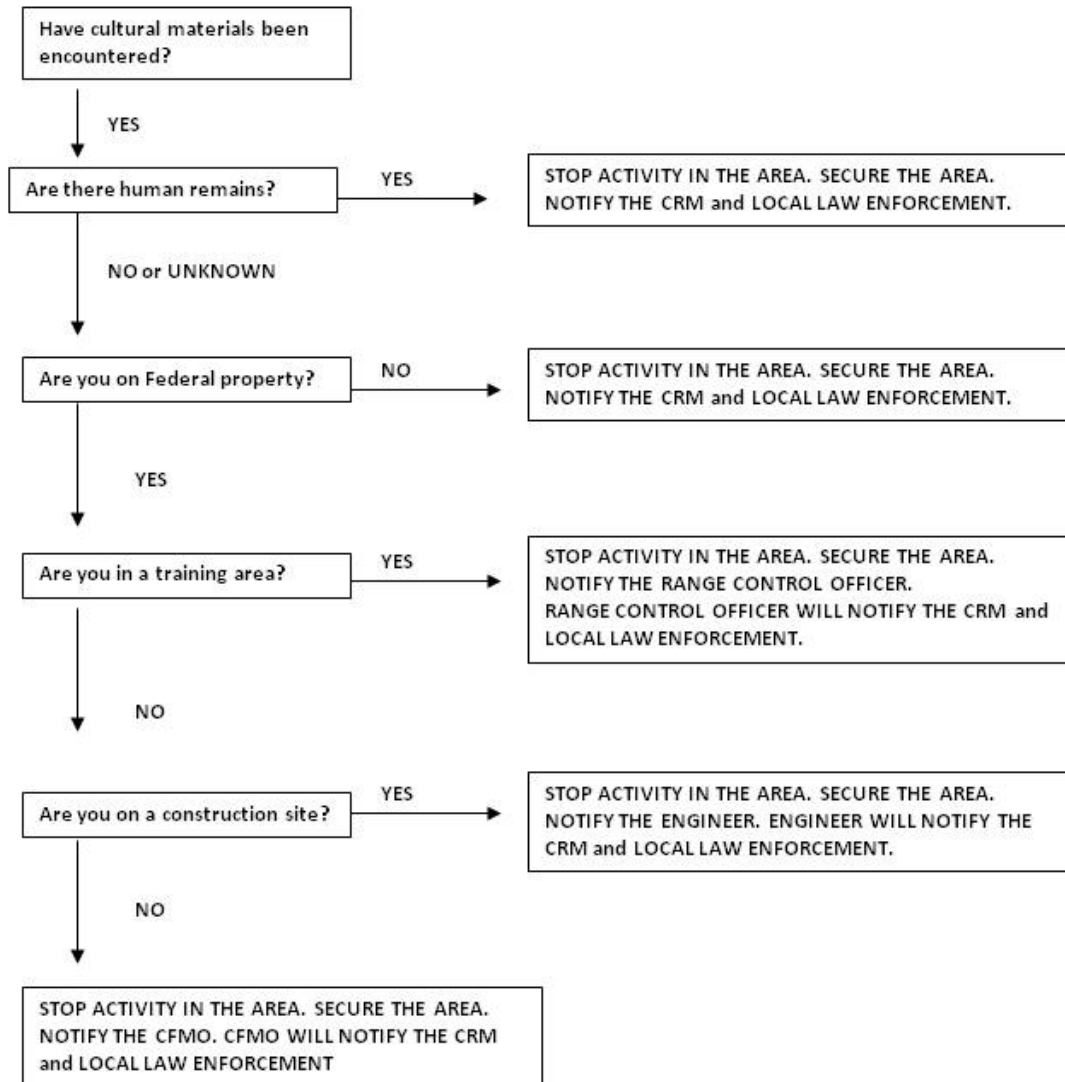 Have cultural materials been
encountered?
YES
Are there human remains?
YES
STOP ACTIVITY IN THE AREA. SECURE THE AREA.
NOTIFY THE CRM and LOCAL LAW ENFORCEMENT.
NO or UNKNOWN
Are you on Federal property?
NO
STOP ACTIVITY IN THE AREA. SECURE THE AREA.
NOTIFY THE CRM and LOCAL LAW ENFORCEMENT.
YES
Are you in a training area?
YES
STOP ACTIVITY IN THE AREA. SECURE THE AREA.
NOTIFY THE RANGE CONTROL OFFICER.
RANGE CONTROL OFFICER WILL NOTIFY THE CRM and
LOCAL LAW ENFORCEMENT.
NO
Are you on a construction site?
YES
STOP ACTIVITY IN THE AREA. SECURE THE AREA.
NOTIFY THE ENGINEER. ENGINEER WILL NOTIFY THE
CRM and LOCAL LAW ENFORCEMENT.
NO
STOP ACTIVITY IN THE AREA. SECURE THE AREA.
NOTIFY THE CFMO. CFMO WILL NOTIFY THE CRM
and LOCAL LAW ENFORCEMENT